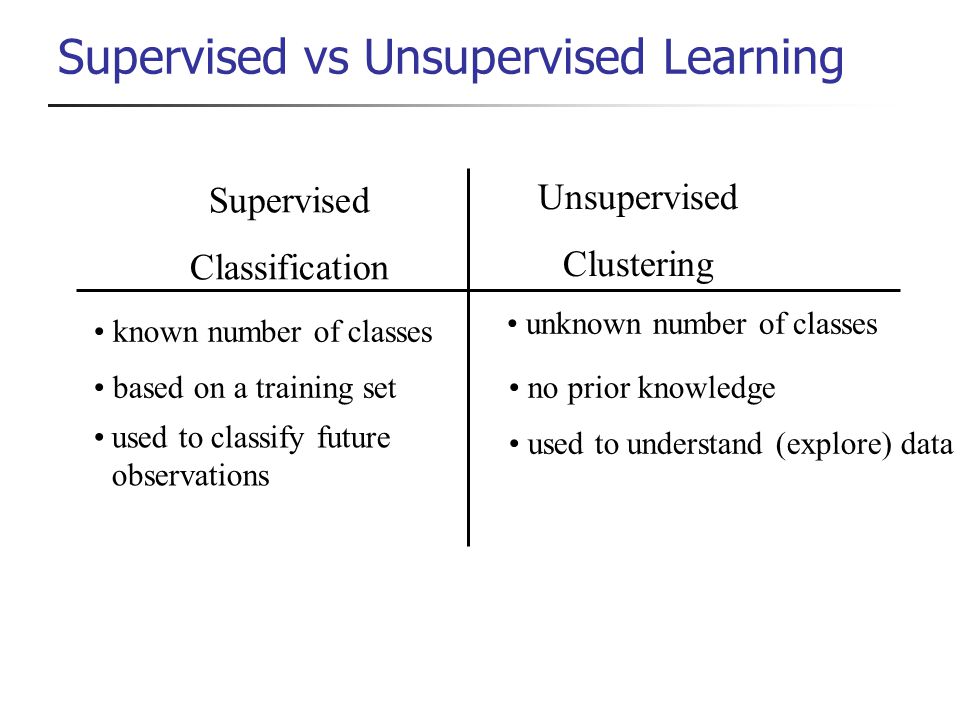 Supervised vs Unsupervised Learning
Supervised
Classification
• known number of classes
• based on a training set
• used to classify future
observations
Unsupervised
Clustering
• unknown number of classes
• no prior knowledge
• used to understand (explore) data